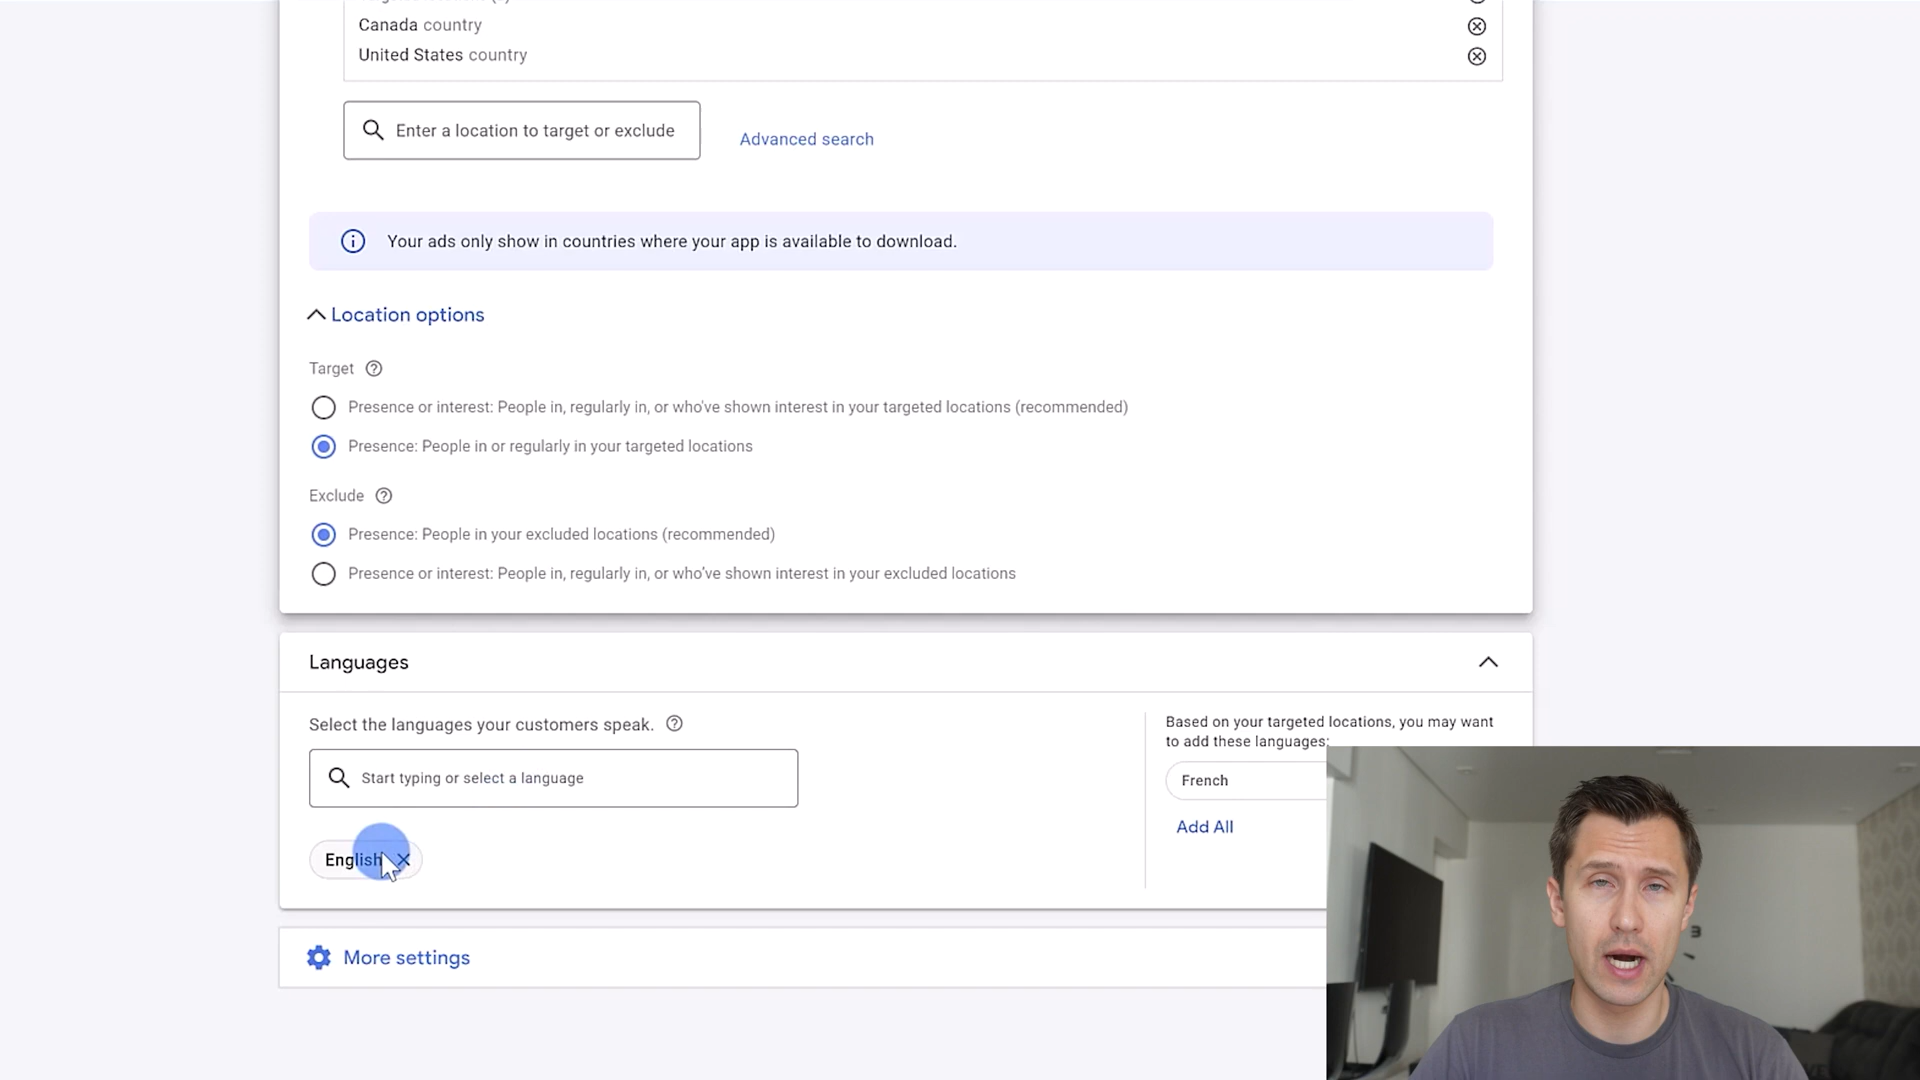 Canada country
United States country
Enter a location to target or exclude
Advanced search
Your ads only show in countries where your app is available to download.
Location options
Target
Presence or interest: People in, regularly in, or who've shown interest in your targeted locations (recommended)
Presence: People in or regularly in your targeted locations
Exclude
Presence: People in your excluded locations (recommended)
Presence or interest: People in, regularly in, or who've shown interest in your excluded locations
Languages
Select the languages your customers speak.
Start typing or select a language
English
Based on your targeted locations, you may want
to add these languages:
French
Add All
More settings